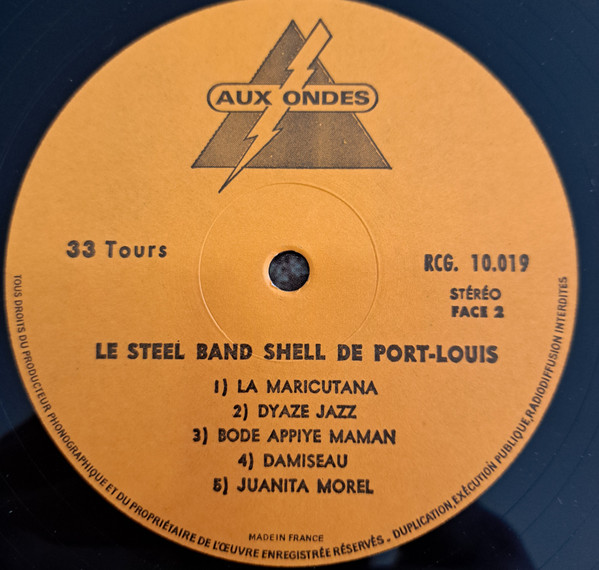 AUX ONDES
33 Tours
RCG. 10.019
STÉRÉO
FACE 2
LE STEEL BAND SHELL DE PORT-LOUIS
1) LA MARICUTANA
2) DYAZE JAZZ
3) BODE APPIYE MAMAN
4) DAMISEAU
5) JUANITA MOREL
MADE IN FRANCE
TOUS DROITS DU PRODUCTEUR PHONOGRAPHIQUE ET DU PROPRIÉTAIRE DE L'ŒUVRE ENREGISTRÉE RÉSERVÉS. DUPLICATION, EXÉCUTION PUBLIQUE, RADIODIFFUSION INTERDITES